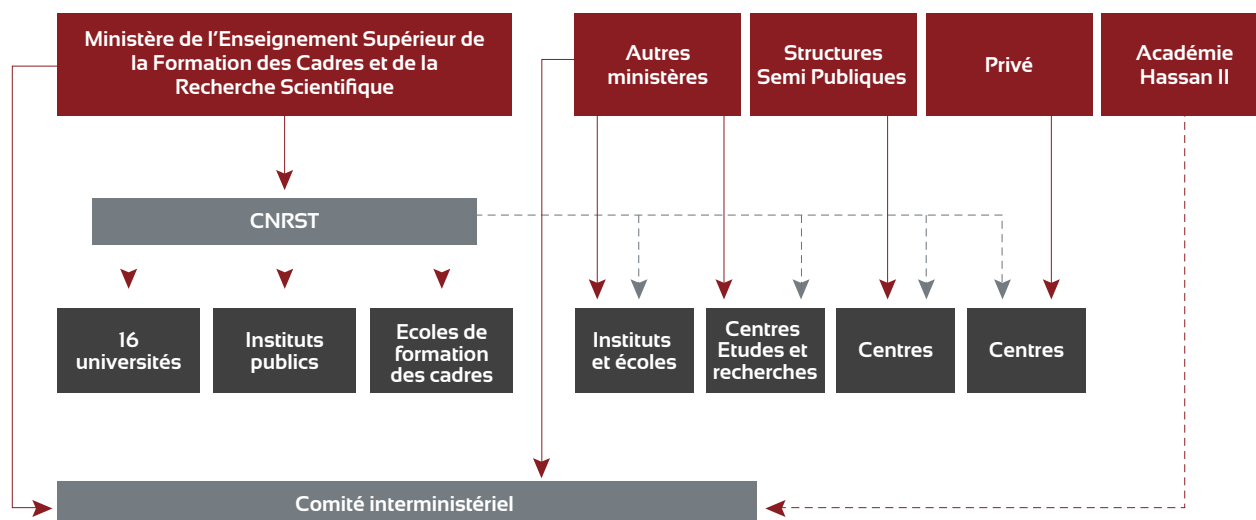 Ministère de l'Enseignement Supérieur de
la Formation des Cadres et de la
Recherche Scientifique
Autres
ministères
Structures
Semi Publiques
Privé
Académie
Hassan II
CNRST
16
universités
Instituts
publics
Ecoles de
formation
des cadres
Instituts
et écoles
Centres
Etudes et
recherches
Centres
Centres
Comité interministériel